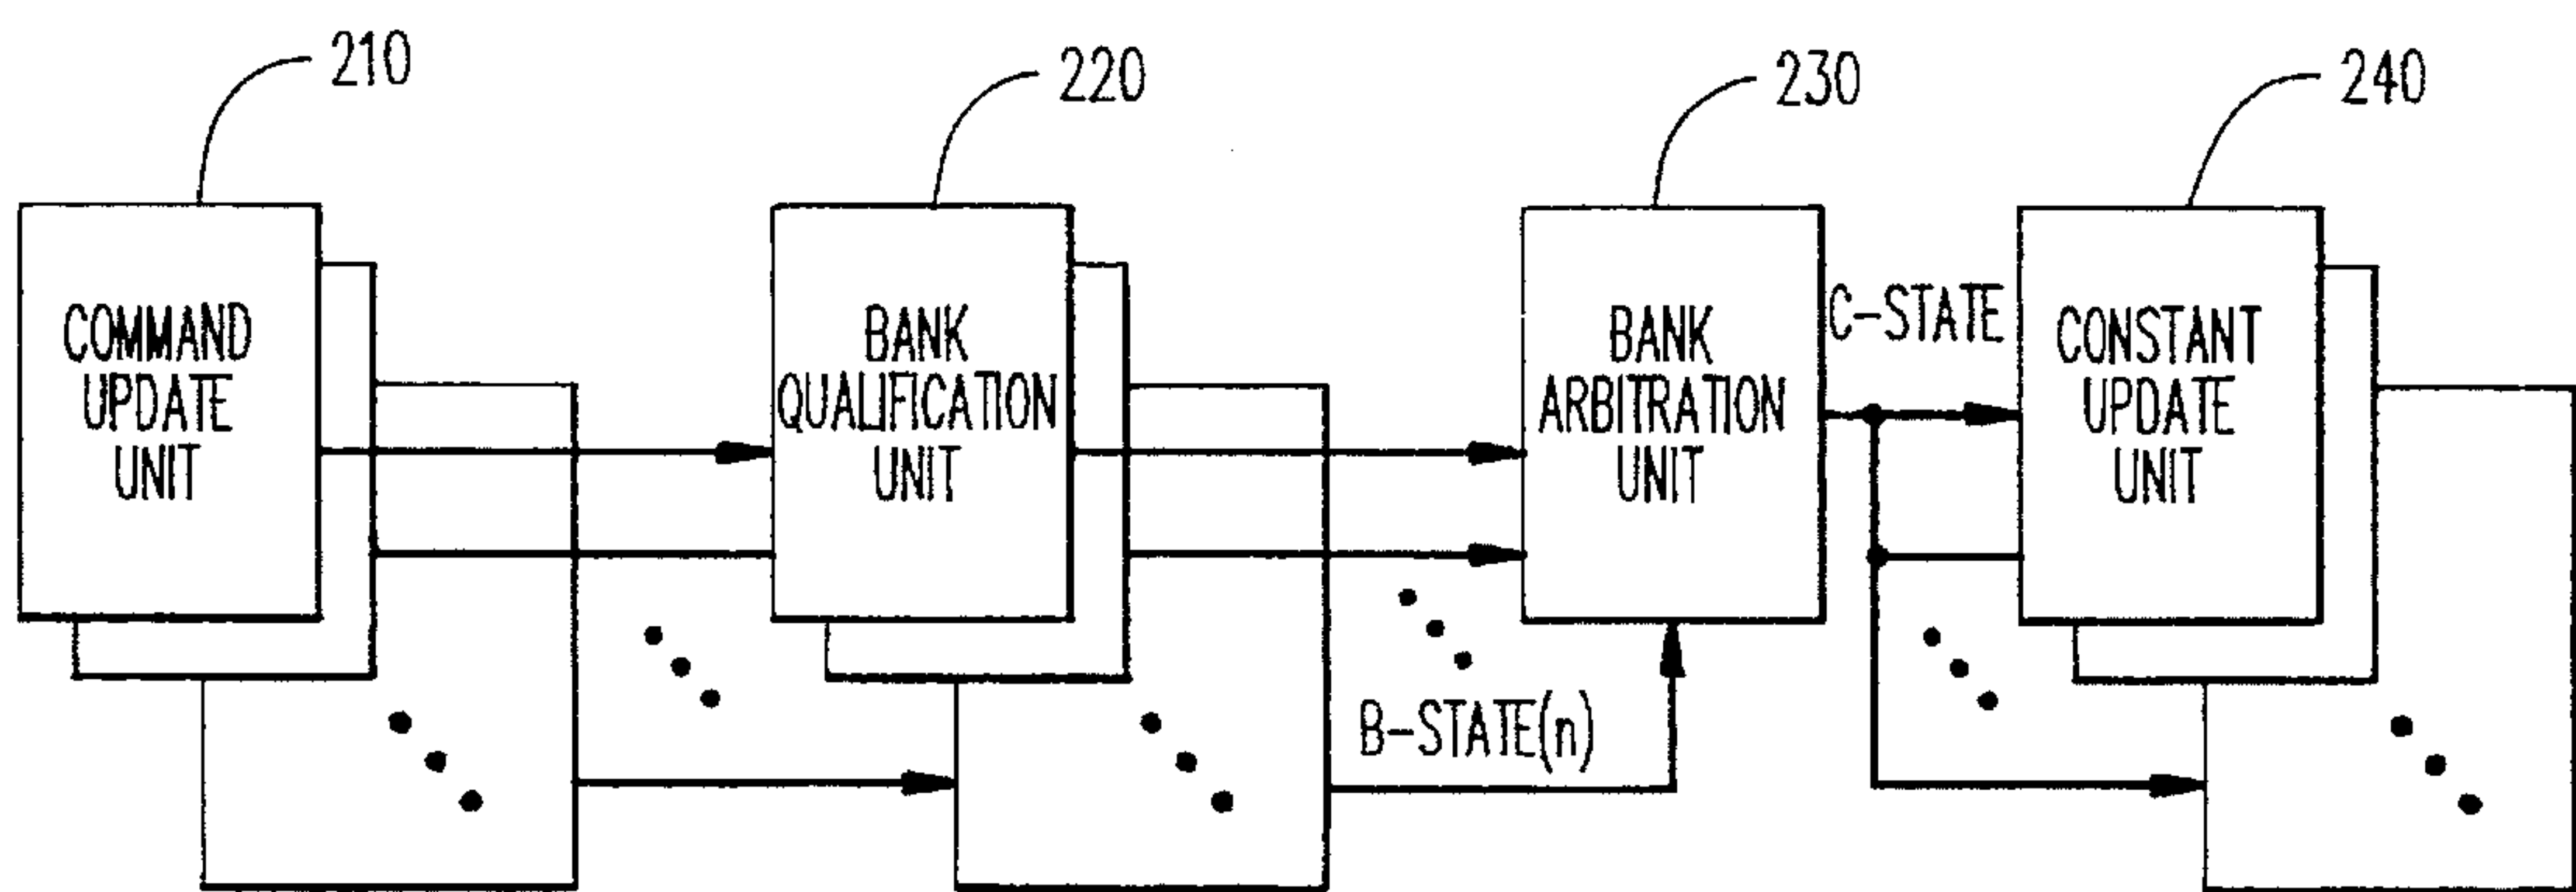 210
220
230
240
COMMAND
UPDATE
UNIT
BANK
QUALIFICATION
UNIT
BANK
ARBITRATION
UNIT
C-STATE
CONSTANT
UPDATE
UNIT
B-STATE(n)